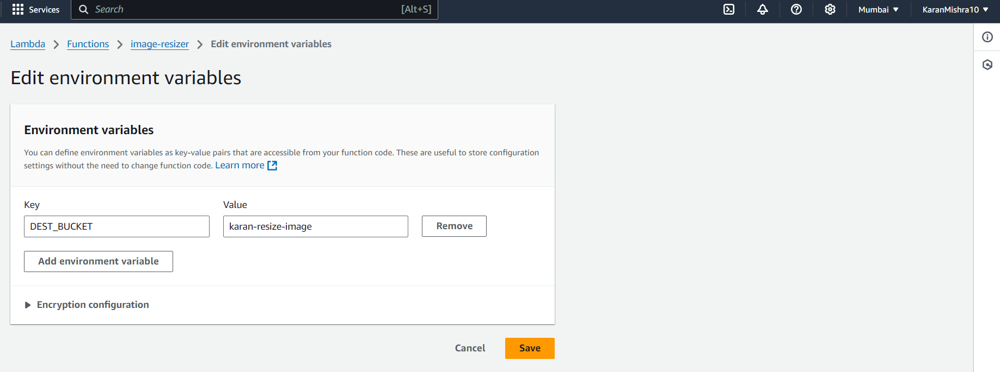 Services Search [Alt+S] Mumbai KaranMishra10
Lambda Functions image-resizer Edit environment variables
Edit environment variables
Environment variables
You can define environment variables as key-value pairs that are accessible from your function code. These are useful to store configuration
settings without the need to change function code. Learn more
Key Value
DEST_BUCKET karan-resize-image Remove
Add environment variable
Encryption configuration
Cancel Save